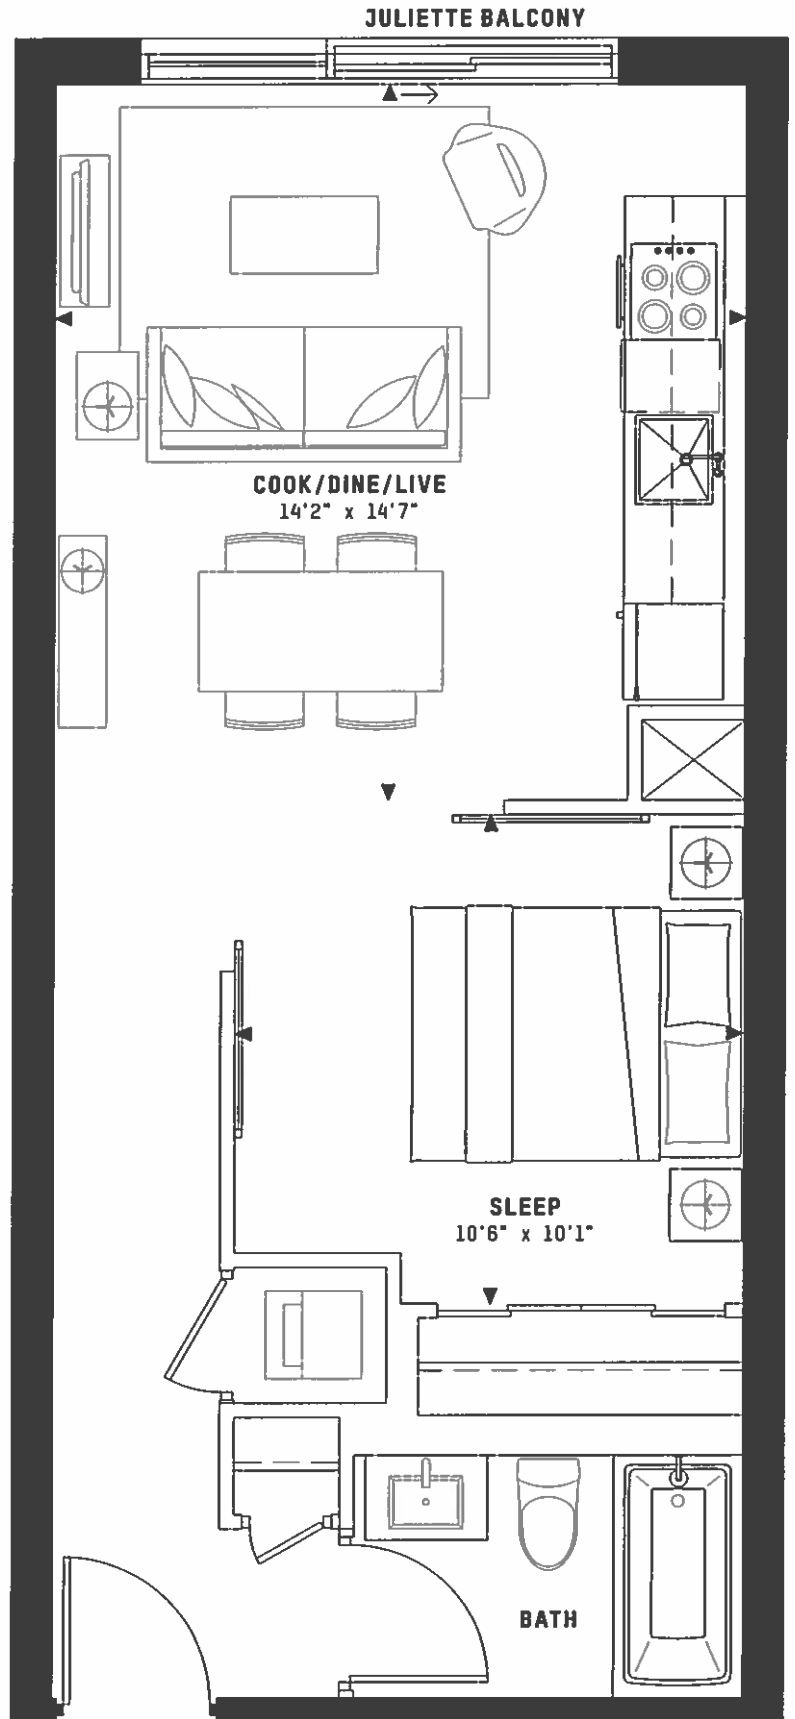 JULIETTE BALCONY
COOK/DINE/LIVE
14'2" x 14'7"
SLEEP
10'6" x 10'1"
BATH